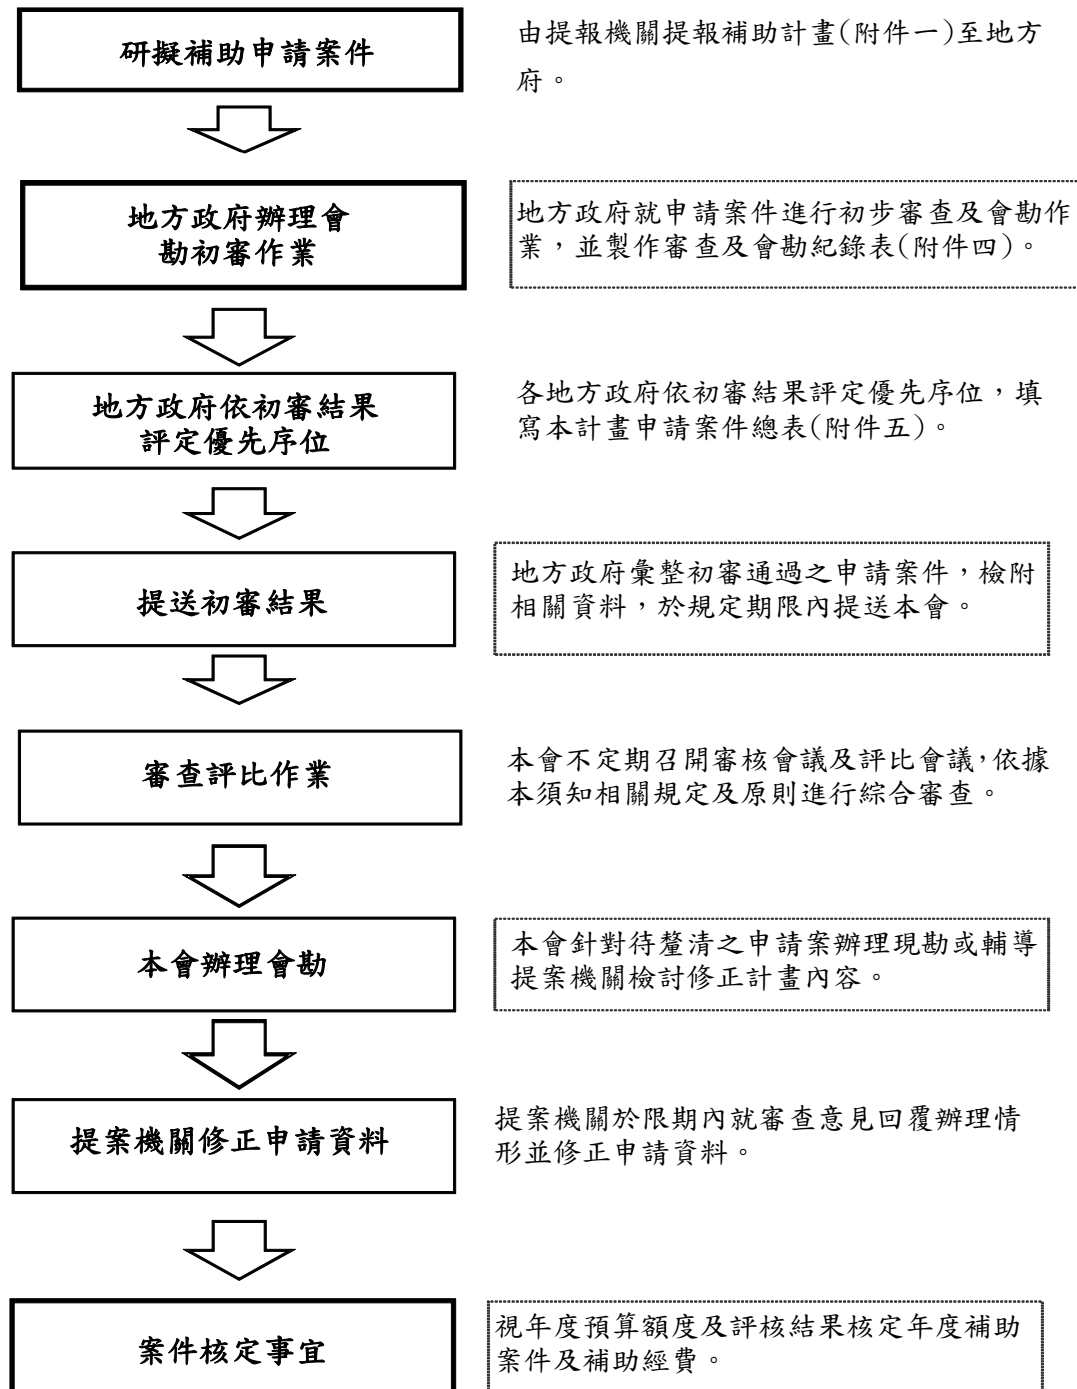 研擬補助申請案件
由提報機關提報補助計畫(附件一)至地方
府。
地方政府辦理會
勘初審作業
地方政府就申請案件進行初步審查及會勘作
業，並製作審查及會勘紀錄表(附件四)。
地方政府依初審結果
評定優先序位
各地方政府依初審結果評定優先序位，填
寫本計畫申請案件總表(附件五)。
提送初審結果
地方政府彙整初審通過之申請案件，檢附
相關資料，於規定期限內提送本會。
審查評比作業
本會不定期召開審核會議及評比會議，依據
本須知相關規定及原則進行綜合審查。
本會辦理會勘
本會針對待釐清之申請案辦理現勘或輔導
提案機關檢討修正計畫內容。
提案機關修正申請資料
提案機關於限期內就審查意見回覆辦理情
形並修正申請資料。
案件核定事宜
視年度預算額度及評核結果核定年度補助
案件及補助經費。